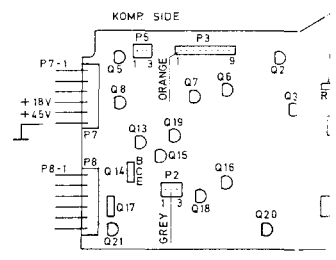 KOMP. SIDE
P5
P3
P7-1
Q5
1 3
1 9
Q2
ORANGE
Q7
Q6
Q8
Q3
R
+18V
+45V
P7
Q13
Q19
P8
Q15
P8-1
Q14
B
C
E
P2
Q16
Q17
1 3
Q18
GREY
Q21
Q20